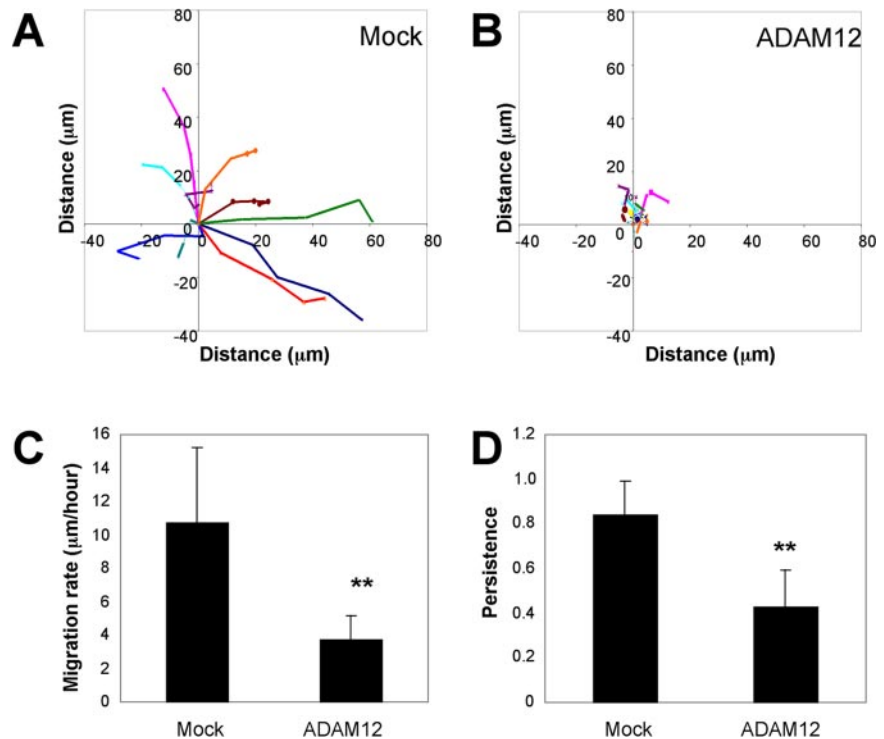 A
Mock
80
60
40
20
0
-20
-40
-40
-20
0
20
40
60
80
Distance (μm)
Distance (μm)
B
ADAM12
80
60
40
20
0
-20
-40
-40
-20
0
20
40
60
80
Distance (μm)
Distance (μm)
C
16
14
12
10
8
6
4
2
0
Migration rate (μm/hour)
**
Mock
ADAM12
D
1.2
1.0
0.8
0.6
0.4
0.2
0
Persistence
**
Mock
ADAM12